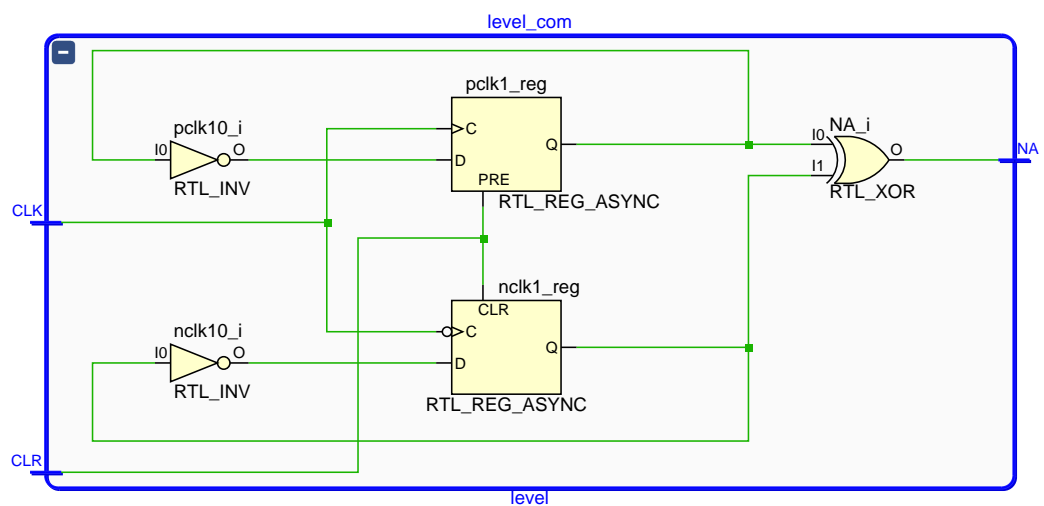 level_com
−
pclk1_reg
pclk10_i
I0
O
RTL_INV
C
D
Q
PRE
RTL_REG_ASYNC
NA_i
I0
I1
O
RTL_XOR
NA
CLK
nclk1_reg
CLR
C
D
Q
RTL_REG_ASYNC
nclk10_i
I0
O
RTL_INV
CLR
level